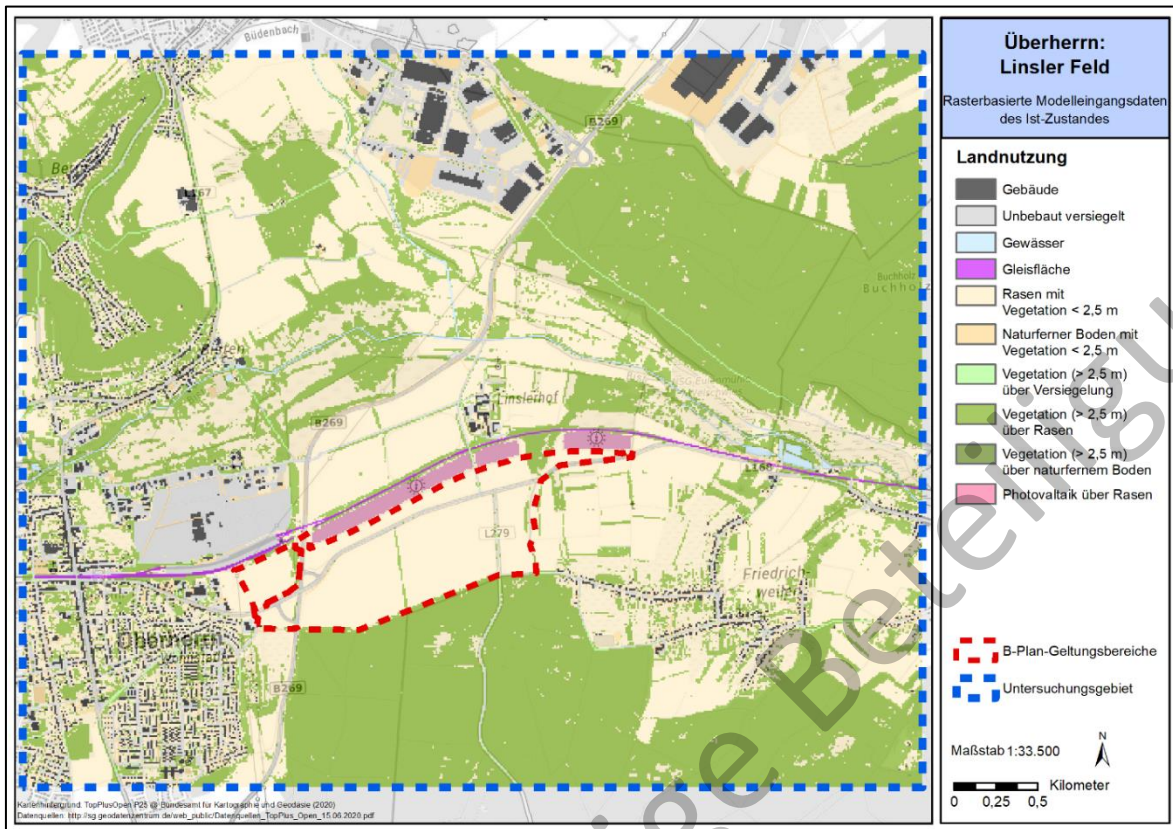 Überherrn:
Linsler Feld
Rasterbasierte Modelleingangsdaten
des Ist-Zustandes
Landnutzung
Gebäude
Unbebaut versiegelt
Gewässer
Gleisfläche
Rasen mit
Vegetation < 2,5 m
Naturferner Boden mit
Vegetation < 2,5 m
Vegetation (> 2,5 m)
über Versiegelung
Vegetation (> 2,5 m)
über Rasen
Vegetation (> 2,5 m)
über naturfernem Boden
Photovaltaik über Rasen
B-Plan-Geltungsbereiche
Untersuchungsgebiet
Maßstab 1:33.500
N
Kilometer
0 0,25 0,5
Büdenbach
B269
Buchholz
Buchholz
Linslerhof
B269
L168
L279
Friedrich-
weiler
Überherrn
B269
Kartenhintergrund: TopPlusOpen P25 @ Bundesamt für Kartographie und Geodäsie (2020)
Datenquellen: http://sg.geodatenzentrum.de/web_public/Datenquellen_TopPlus_Open_15.06.2020.pdf
ige Beteiligu